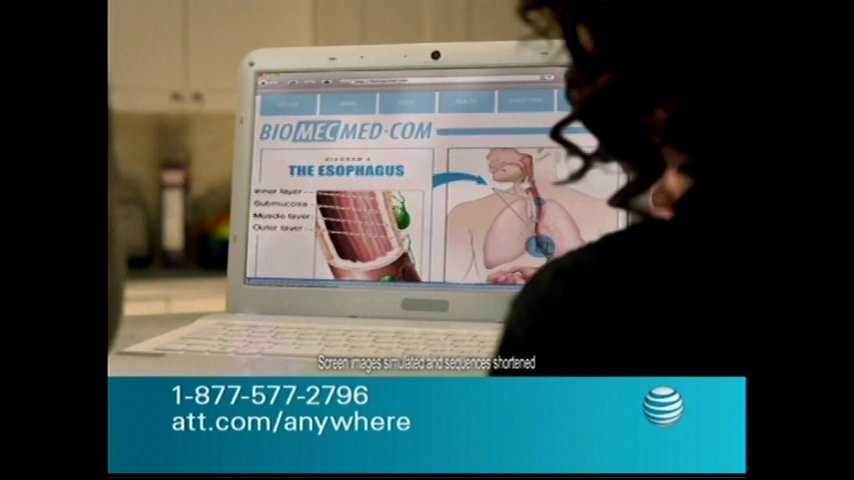 BIOMECMED·COM
DIAGRAM A
THE ESOPHAGUS
Inner layer
Submucosa
Muscle layer
Outer layer
Screen images simulated and sequences shortened
1-877-577-2796
att.com/anywhere